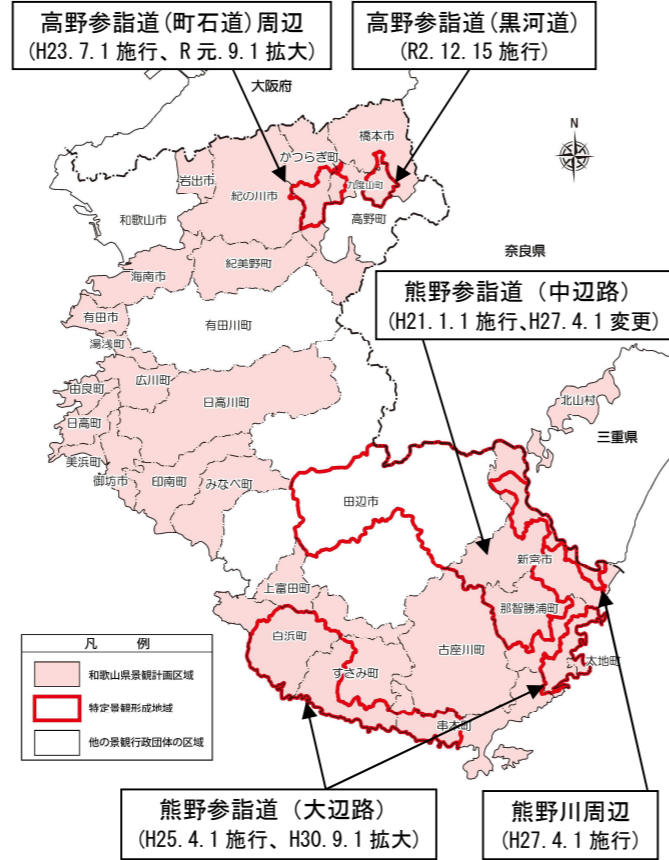 高野参詣道(町石道)周辺
(H23.7.1 施行、R 元.9.1 拡大)
高野参詣道(黒河道)
(R2.12.15 施行)
大阪府
N
橋本市
かつらぎ町
岩出市
紀の川市
九度山町
和歌山市
高野町
奈良県
紀美野町
海南市
熊野参詣道（中辺路）
(H21.1.1 施行、H27.4.1 変更)
有田市
有田川町
湯浅町
広川町
由良町
日高川町
北山村
日高町
三重県
美浜町
御坊市
印南町
みなべ町
田辺市
新宮市
上富田町
那智勝浦町
白浜町
古座川町
太地町
すさみ町
串本町
凡 例
和歌山県景観計画区域
特定景観形成地域
他の景観行政団体の区域
熊野参詣道（大辺路）
(H25.4.1 施行、H30.9.1 拡大)
熊野川周辺
(H27.4.1 施行)